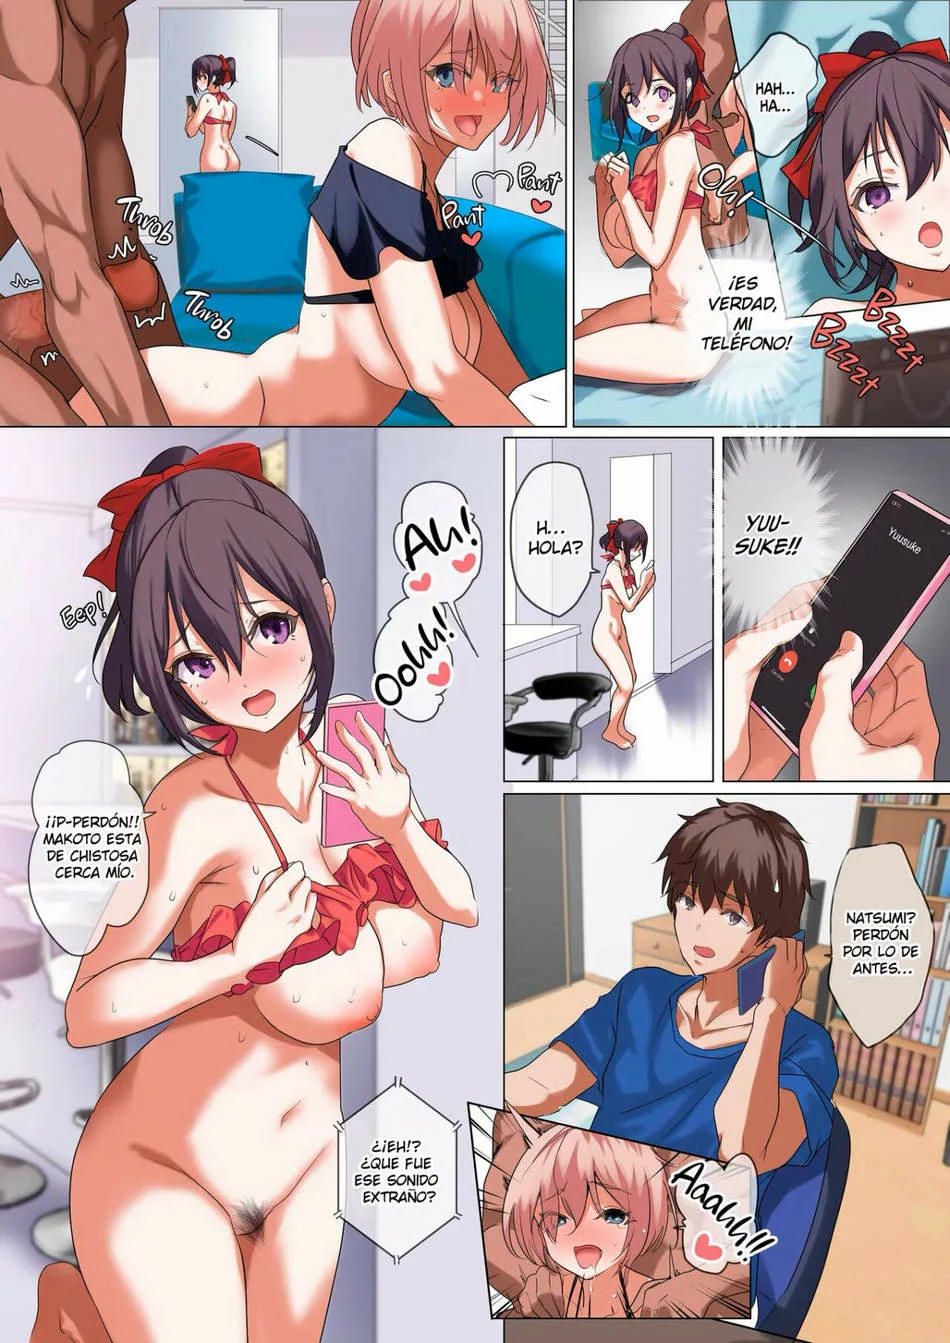 Throb
Throb
Pant
Pant
HAH...
HA...
Oh!
¡ES
VERDAD,
MI
TELÉFONO!
Bzzzt
Bzzzt
Eep!
Ah!
Oohh!
¡¡P-PERDÓN!!
MAKOTO ESTA
DE CHISTOSA
CERCA MÍO.
H...
HOLA?
YUU-
SUKE!!
Yuusuke
NATSUMI?
PERDÓN
POR LO DE
ANTES...
¿¡EH!?
¿QUE FUE
ESE SONIDO
EXTRAÑO?
Aaahh!!